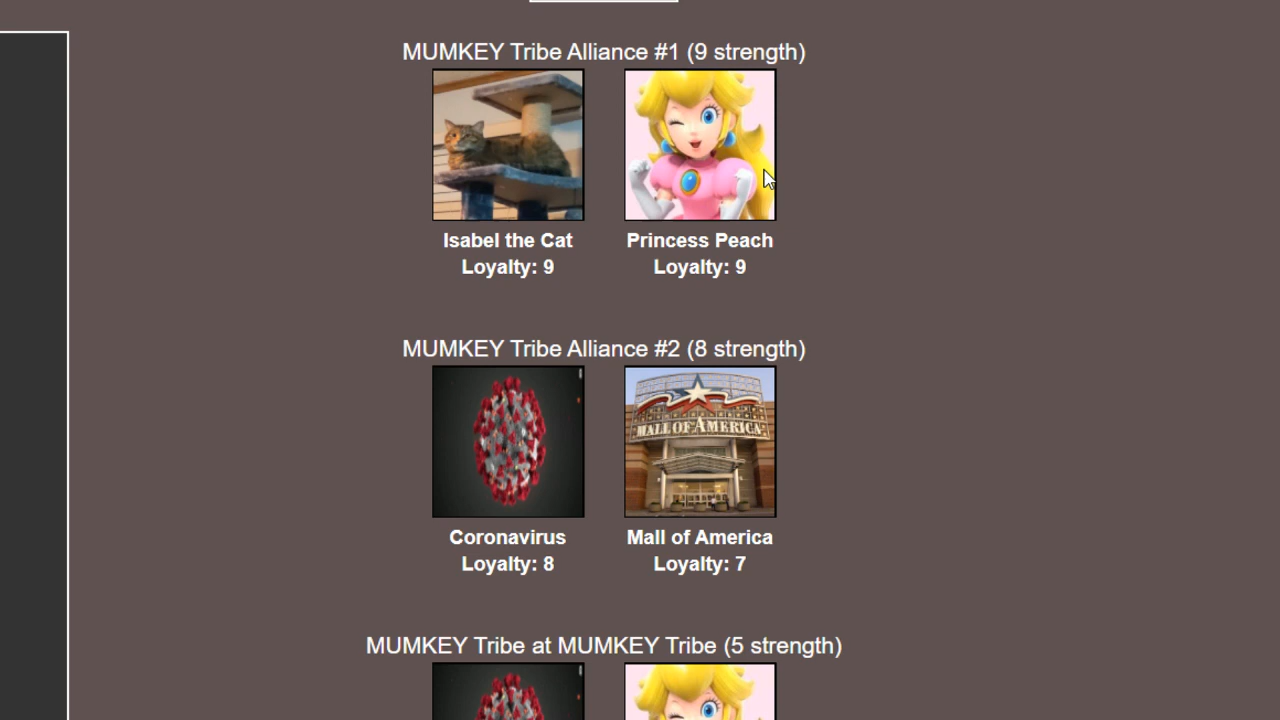 MUMKEY Tribe Alliance #1 (9 strength)
Isabel the Cat
Loyalty: 9
Princess Peach
Loyalty: 9
MUMKEY Tribe Alliance #2 (8 strength)
MALL OF AMERICA
Coronavirus
Loyalty: 8
Mall of America
Loyalty: 7
MUMKEY Tribe at MUMKEY Tribe (5 strength)